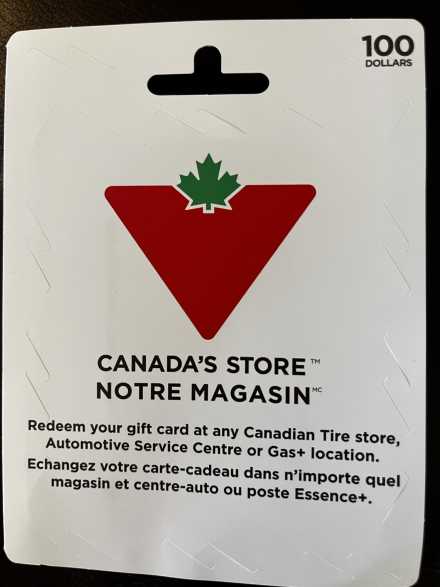 100
DOLLARS
CANADA'S STORE™
NOTRE MAGASIN MC
Redeem your gift card at any Canadian Tire store,
Automotive Service Centre or Gas+ location.
Echangez votre carte-cadeau dans n'importe quel
magasin et centre-auto ou poste Essence+.